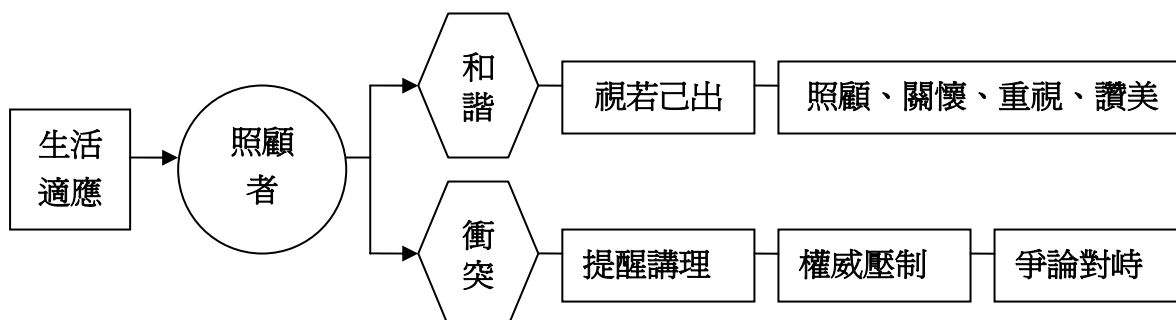 生活
適應
照顧
者
和
諧
視若己出
照顧、關懷、重視、讚美
衝
突
提醒講理
權威壓制
爭論對峙